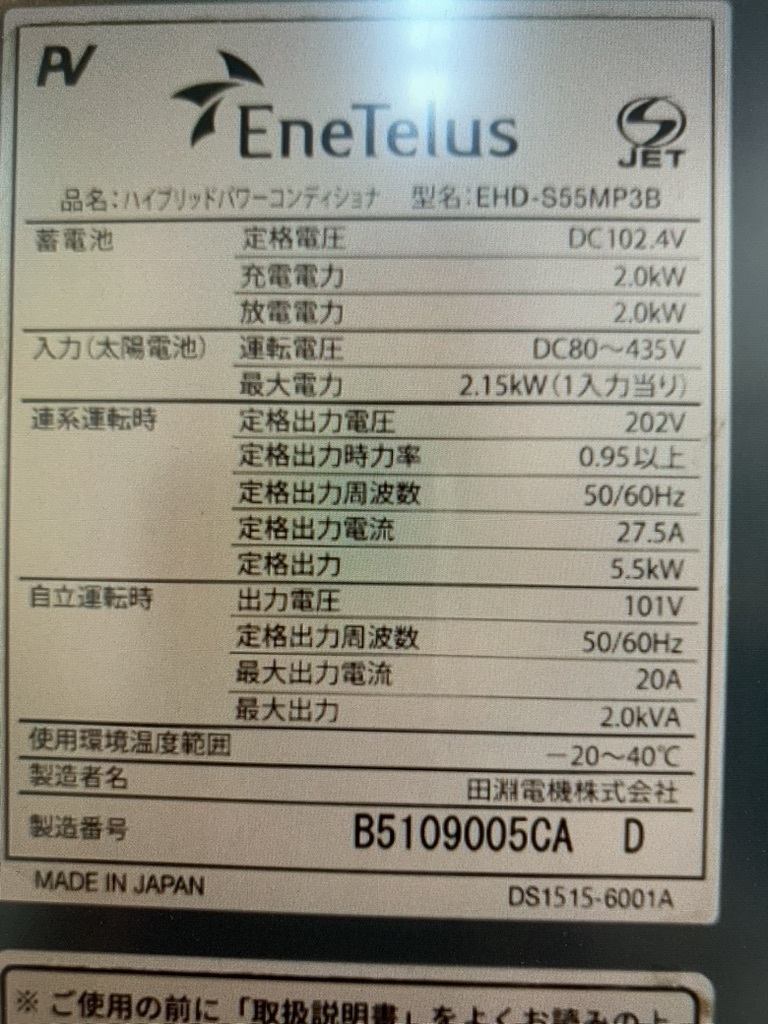 PV
EneTelus
JET
品名:ハイブリッドパワーコンディショナ 型名:EHD-S55MP3B
蓄電池 定格電圧 DC102.4V
充電電力 2.0kW
放電電力 2.0kW
入力(太陽電池) 運転電圧 DC80~435V
最大電力 2.15kW(1入力当り)
連系運転時 定格出力電圧 202V
定格出力時力率 0.95以上
定格出力周波数 50/60Hz
定格出力電流 27.5A
定格出力 5.5kW
自立運転時 出力電圧 101V
定格出力周波数 50/60Hz
最大出力電流 20A
最大出力 2.0kVA
使用環境温度範囲 -20~40℃
製造者名 田淵電機株式会社
製造番号 B5109005CA D
MADE IN JAPAN DS1515-6001A
※ご使用の前に「取扱説明書」をよくお読みの上